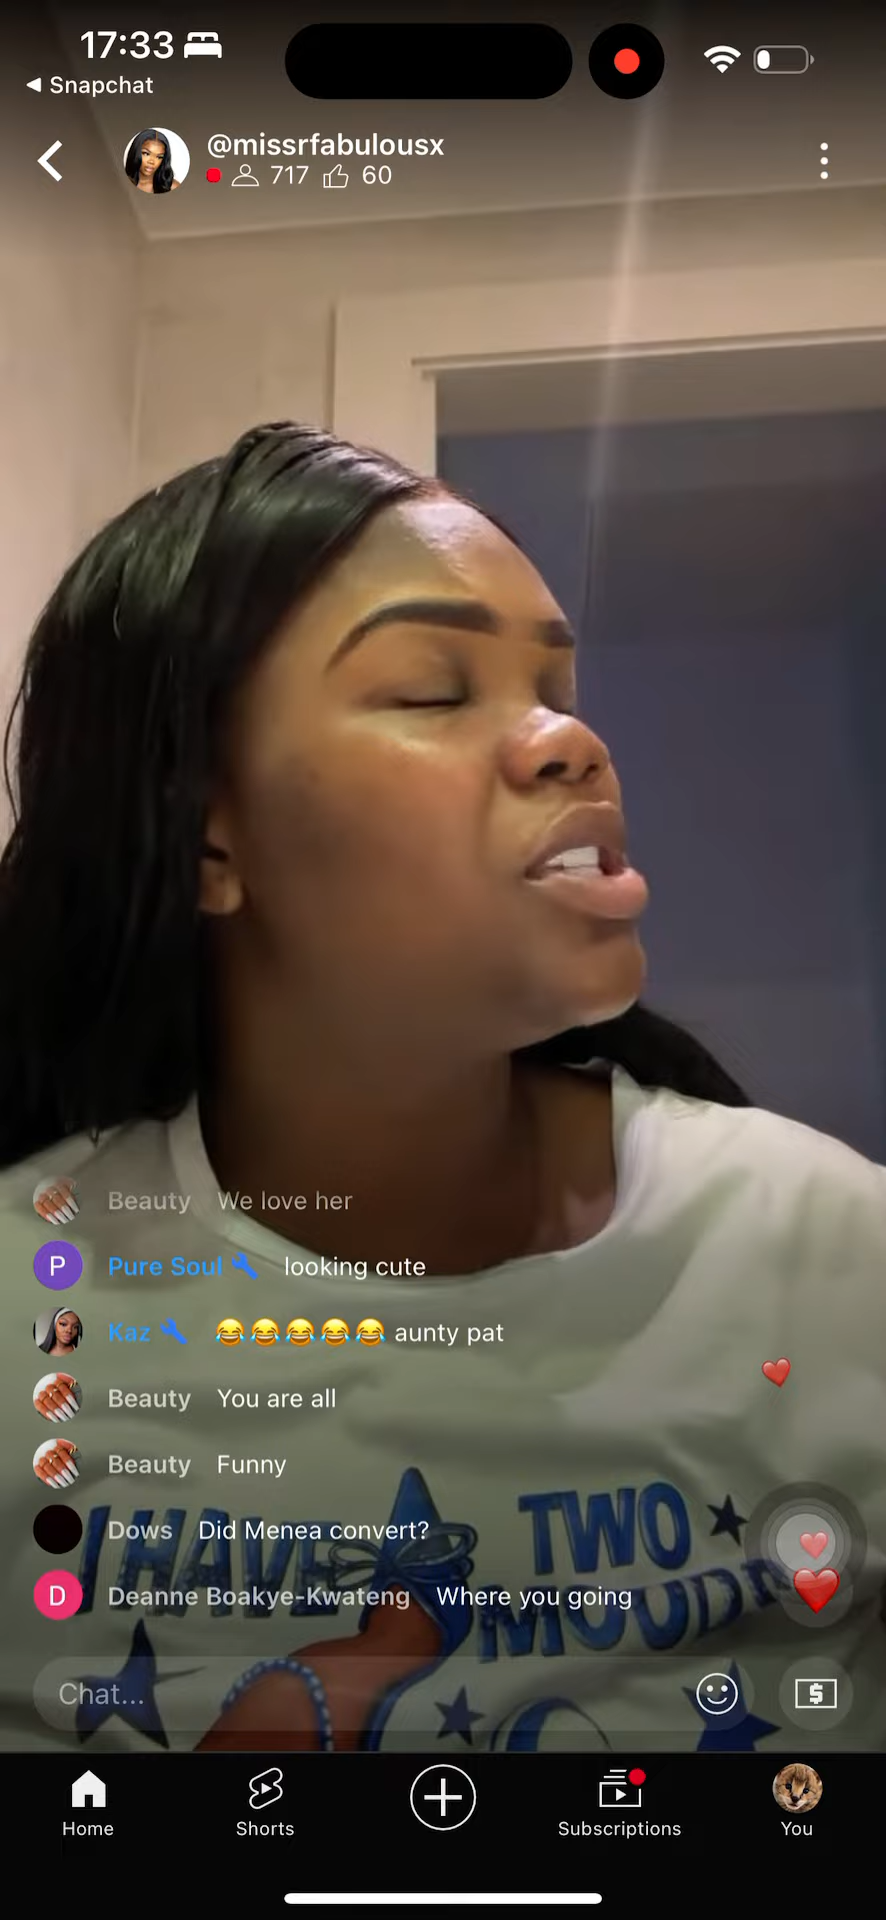 17:33
Snapchat
@missrfabulousx
717 60
Beauty We love her
Pure Soul looking cute
Kaz 😂😂😂😂😂 aunty pat
Beauty You are all
Beauty Funny
Dows Did Menea convert?
P
D
Deanne Boakye-Kwateng Where you going
I HAVE TWO
MOODS
Chat...
$
Home Shorts Subscriptions You